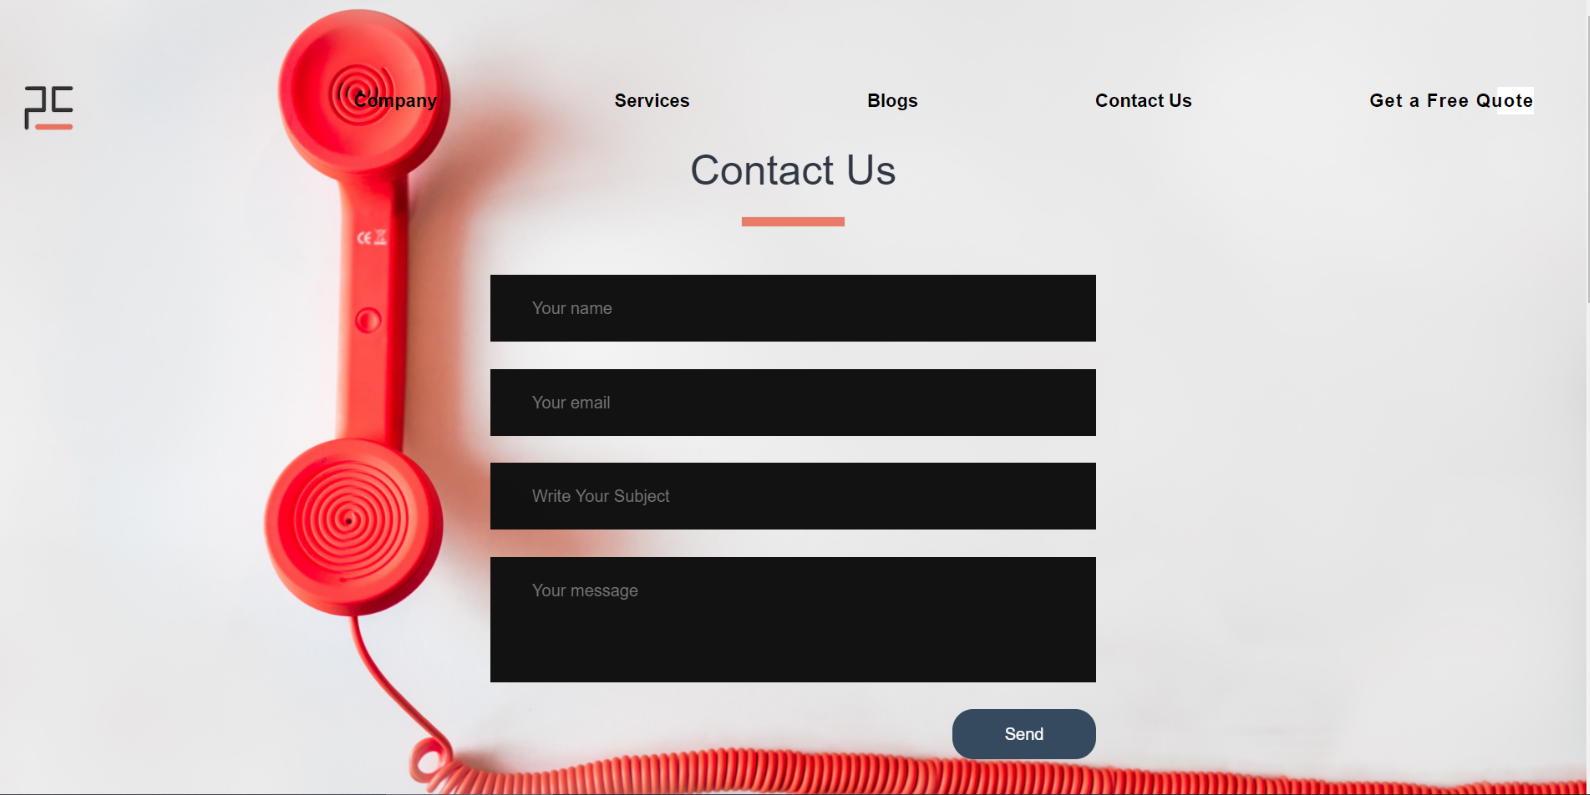 Company
Services
Blogs
Contact Us
Get a Free Quote
Contact Us
CE
Your name
Your email
Write Your Subject
Your message
Send